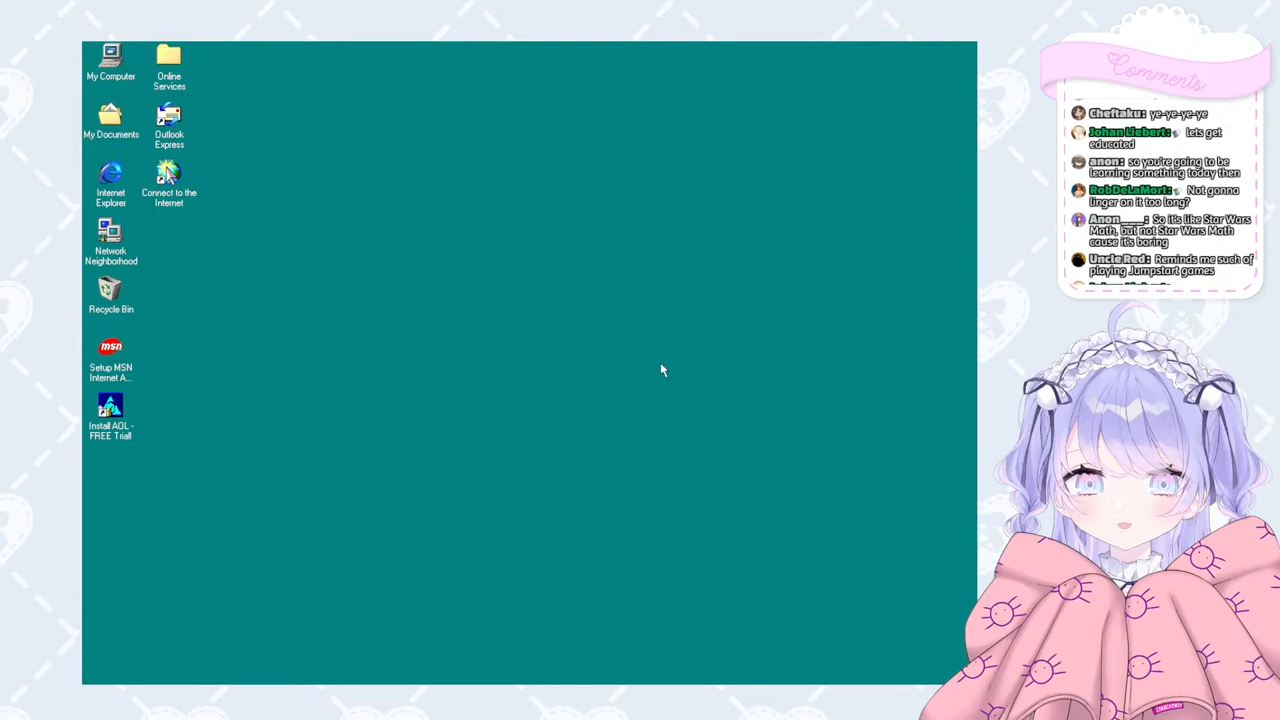 My Computer
Online
Services
My Documents
Outlook
Express
Internet
Explorer
Connect to the
Internet
Network
Neighborhood
Recycle Bin
msn
Setup MSN
Internet A...
Install AOL -
FREE Trial!
Comments
Cheftaku: ye-ye-ye-ye
Johan Liebert: lets get
educated
anon: so you're going to be
learning something today then
RobDeLaMort: Not gonna
linger on it too long?
Anon___: So it's like Star Wars
Math, but not Star Wars Math
cause it's boring
UncleRed: Reminds me such of
playing Jumpstart games